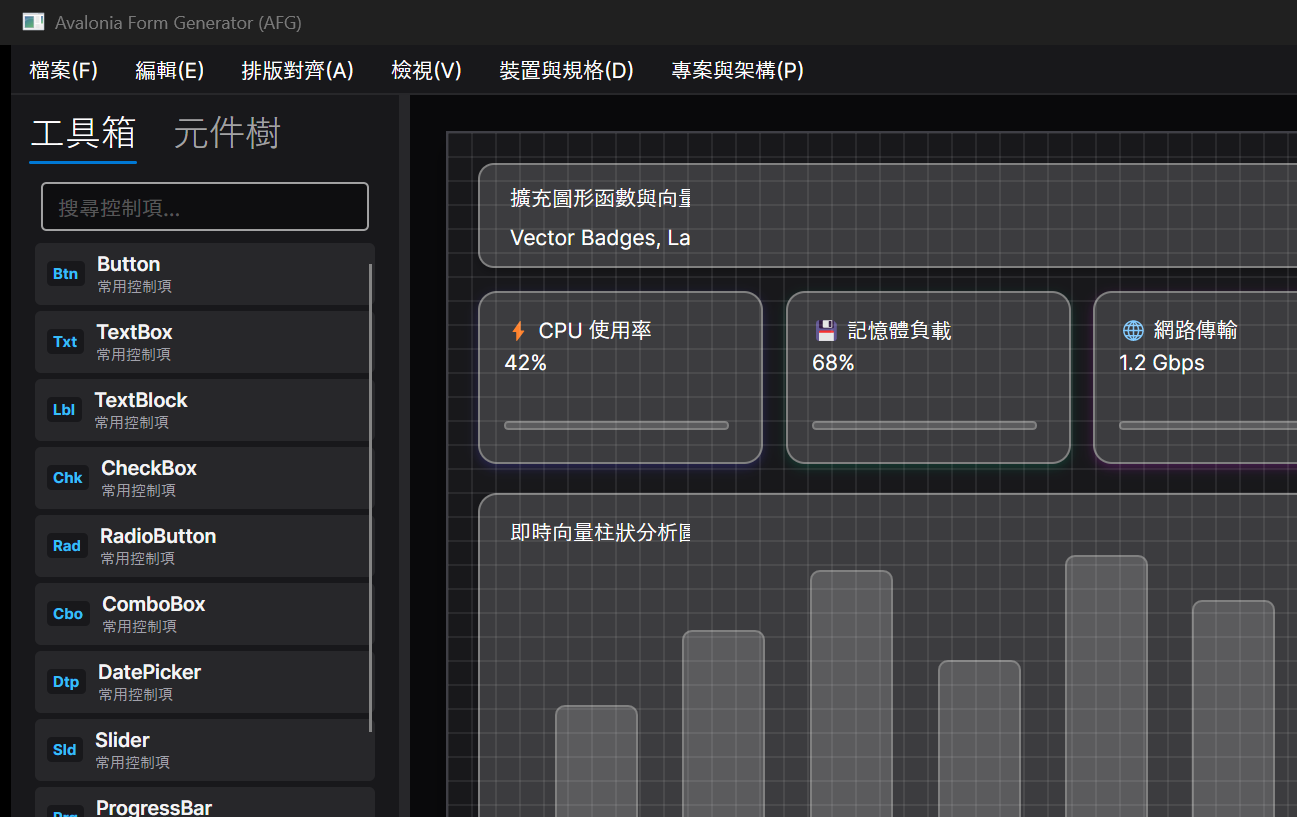 Avalonia Form Generator (AFG)
檔案(F) 編輯(E) 排版對齊(A) 檢視(V) 裝置與規格(D) 專案與架構(P)
工具箱 元件樹
搜尋控制項...
Btn Button
常用控制項
Txt TextBox
常用控制項
Lbl TextBlock
常用控制項
Chk CheckBox
常用控制項
Rad RadioButton
常用控制項
Cbo ComboBox
常用控制項
Dtp DatePicker
常用控制項
Sld Slider
常用控制項
Prg ProgressBar
擴充圖形函數與向量
Vector Badges, La
CPU 使用率
42%
記憶體負載
68%
網路傳輸
1.2 Gbps
即時向量柱狀分析圖